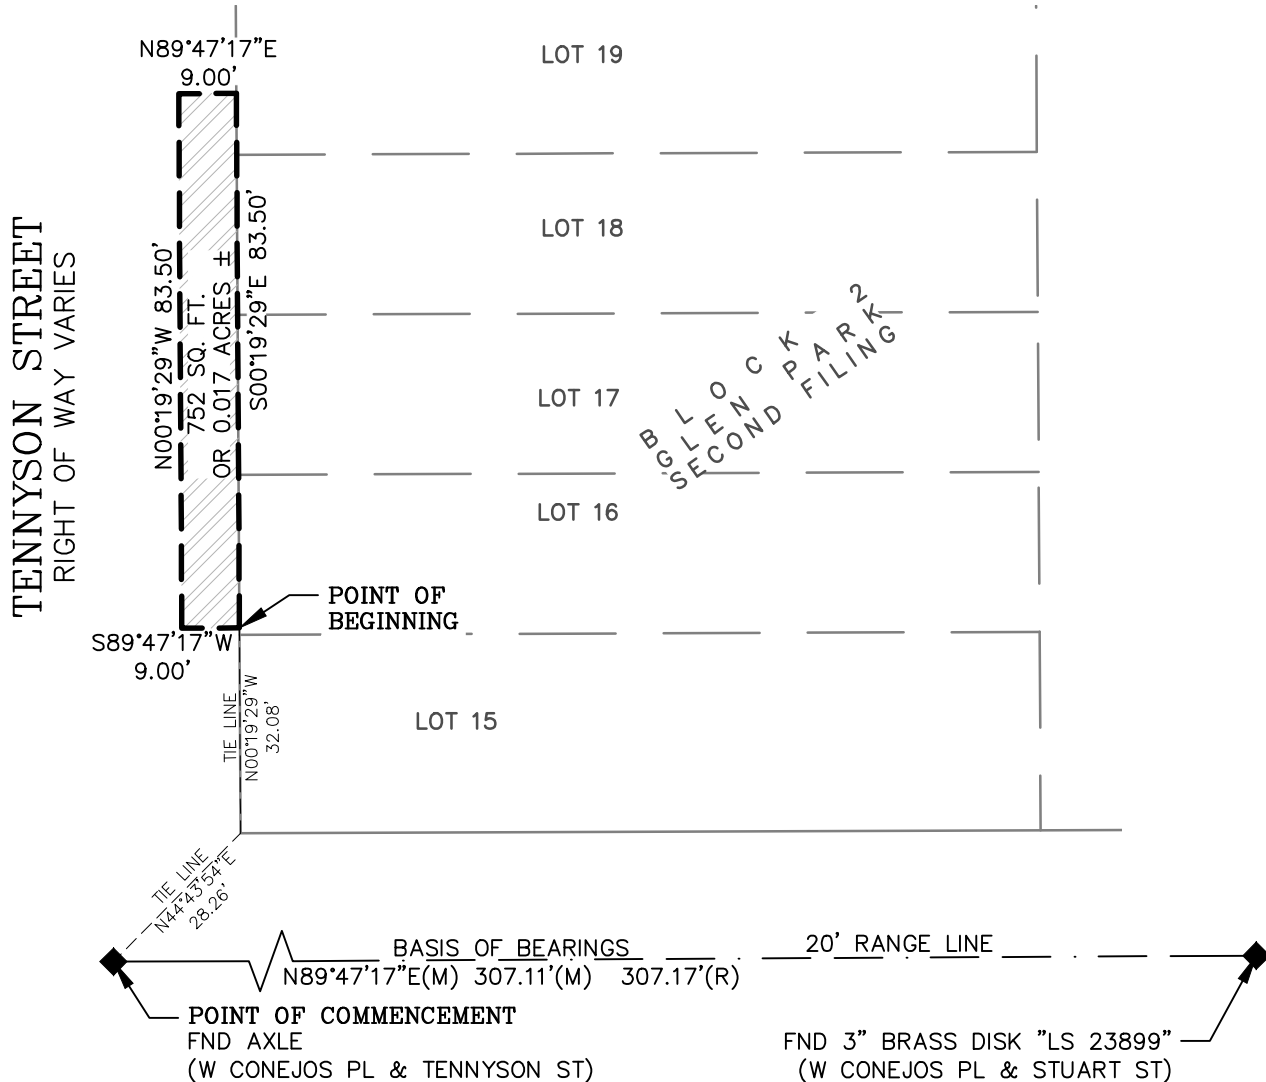 N89°47'17"E
9.00'
LOT 19
LOT 18
LOT 17
LOT 16
LOT 15
TENNYSON STREET
RIGHT OF WAY VARIES
N00°19'29"W 83.50'
752 SQ. FT.
OR 0.017 ACRES ±
S00°19'29"E 83.50'
BLOCK 2
GLEN PARK
SECOND FILING
POINT OF
BEGINNING
S89°47'17"W
9.00'
TIE LINE
N00°19'29"W
32.08'
TIE LINE
N44°43'54"E
28.26'
BASIS OF BEARINGS
20' RANGE LINE
N89°47'17"E(M) 307.11'(M) 307.17'(R)
POINT OF COMMENCEMENT
FND AXLE
(W CONEJOS PL & TENNYSON ST)
FND 3" BRASS DISK "LS 23899"
(W CONEJOS PL & STUART ST)